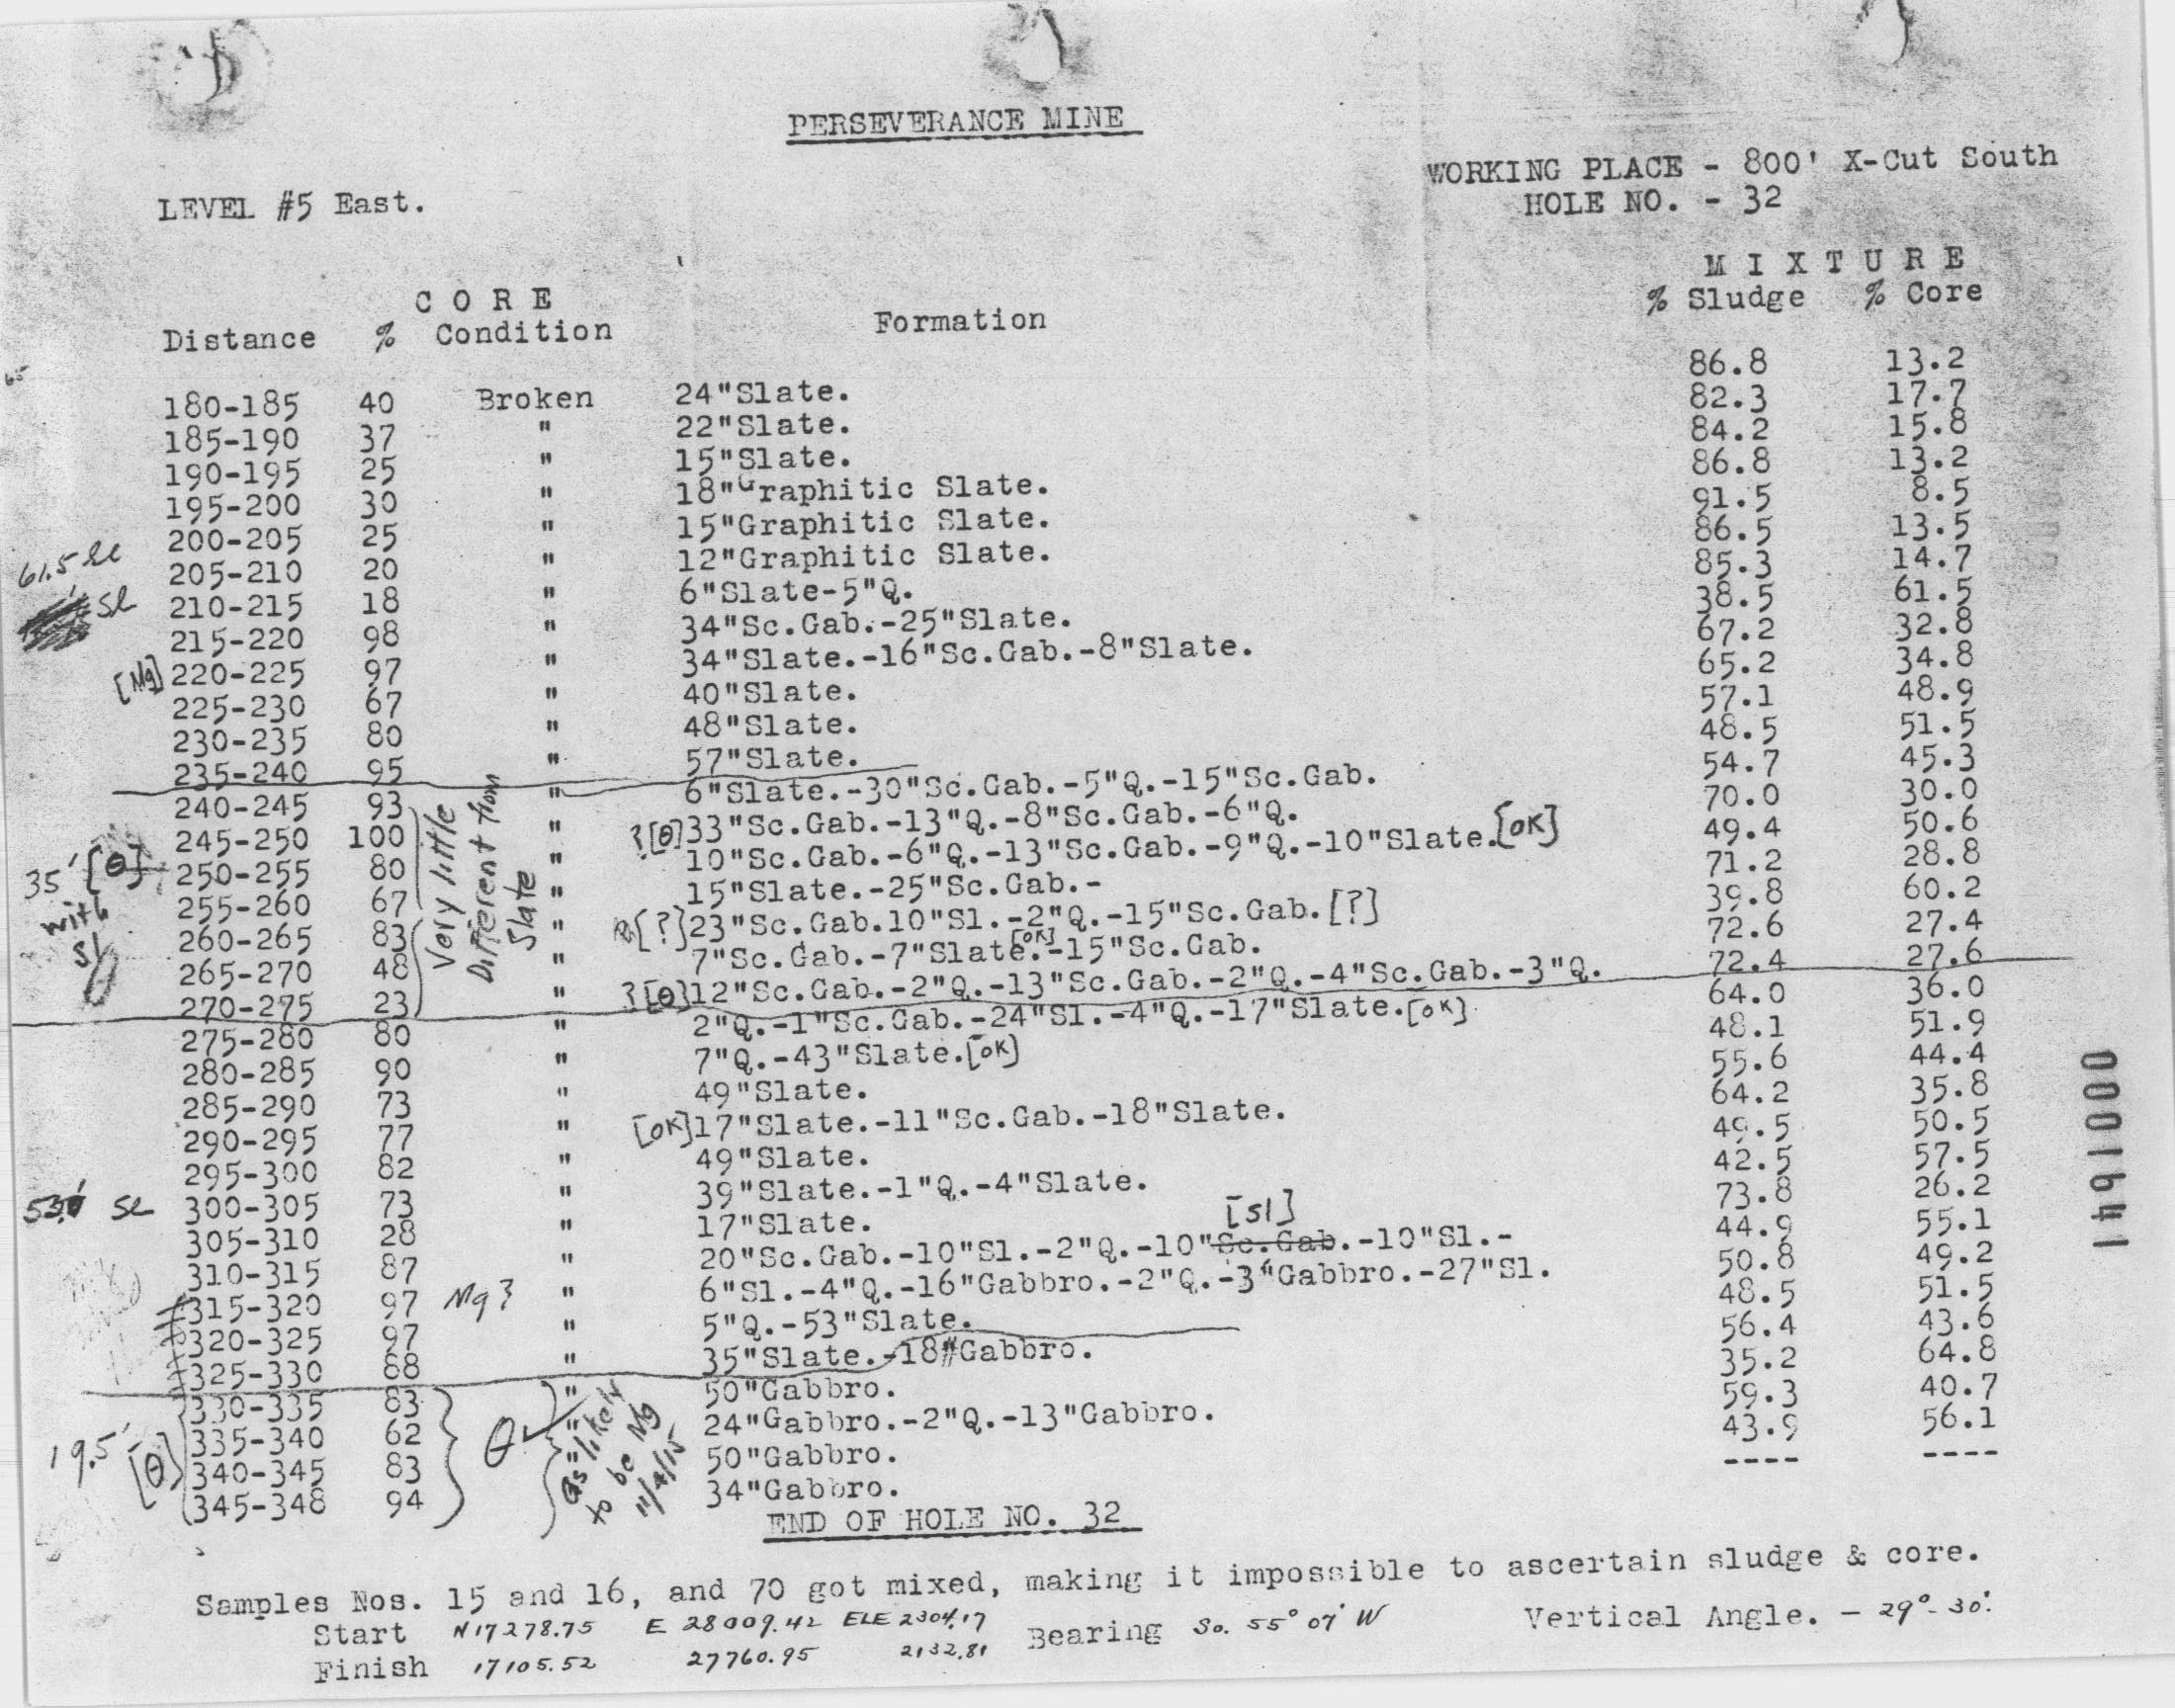 PERSEVERANCE MINE
LEVEL #5 East.
WORKING PLACE - 800' X-Cut South
HOLE NO. - 32
C O R E
M I X T U R E
Distance % Condition Formation % Sludge % Core
180-185 40 Broken 24"Slate. 86.8 13.2
185-190 37 " 22"Slate. 82.3 17.7
190-195 25 " 15"Slate. 84.2 15.8
195-200 30 " 18"Graphitic Slate. 86.8 13.2
200-205 25 " 15"Graphitic Slate. 91.5 8.5
61.5 205-210 20 " 12"Graphitic Slate. 86.5 13.5
Sl 210-215 18 " 6"Slate-5"Q. 85.3 14.7
215-220 98 " 34"Sc.Gab.-25"Slate. 38.5 61.5
[Mg] 220-225 97 " 34"Slate.-16"Sc.Gab.-8"Slate. 67.2 32.8
225-230 67 " 40"Slate. 65.2 34.8
230-235 80 " 48"Slate. 57.1 48.9
235-240 95 " 57"Slate. 48.5 51.5
240-245 93 " 6"Slate.-30"Sc.Gab.-5"Q.-15"Sc.Gab. 54.7 45.3
245-250 100 " ?[θ]33"Sc.Gab.-13"Q.-8"Sc.Gab.-6"Q. 70.0 30.0
35' [θ] 250-255 80 " 10"Sc.Gab.-6"Q.-13"Sc.Gab.-9"Q.-10"Slate.[OK] 49.4 50.6
with 255-260 67 " 15"Slate.-25"Sc.Gab.- 71.2 28.8
Sl 260-265 83 " [?]23"Sc.Gab.10"Sl.-2"Q.-15"Sc.Gab.[?] 39.8 60.2
265-270 48 " 7"Sc.Gab.-7"Slate.[OK]-15"Sc.Gab. 72.6 27.4
270-275 23 " ?[θ]12"Sc.Gab.-2"Q.-13"Sc.Gab.-2"Q.-4"Sc.Gab.-3"Q. 72.4 27.6
Very little
Different from
Slate
275-280 80 " 2"Q.-1"Sc.Gab.-24"Sl.-4"Q.-17"Slate.[OK] 64.0 36.0
280-285 90 " 7"Q.-43"Slate.[OK] 48.1 51.9
285-290 73 " 49"Slate. 55.6 44.4
290-295 77 " [OK]17"Slate.-11"Sc.Gab.-18"Slate. 64.2 35.8
295-300 82 " 49"Slate. 49.5 50.5
Sl 300-305 73 " 39"Slate.-1"Q.-4"Slate. 42.5 57.5
305-310 28 " 17"Slate. 73.8 26.2
[Sl]
310-315 87 " 20"Sc.Gab.-10"Sl.-2"Q.-10"Sc.Gab.-10"Sl.- 44.9 55.1
315-320 97 Mg? " 6"Sl.-4"Q.-16"Gabbro.-2"Q.-3"Gabbro.-27"Sl. 50.8 49.2
320-325 97 " 5"Q.-53"Slate. 48.5 51.5
325-330 88 " 35"Slate.-18"Gabbro. 56.4 43.6
330-335 83 " 50"Gabbro. 35.2 64.8
335-340 62 " 24"Gabbro.-2"Q.-13"Gabbro. 59.3 40.7
19.5' [θ] 340-345 83 θ " 50"Gabbro. 43.9 56.1
345-348 94 34"Gabbro. ---- ----
as likely
to be Mg
11/4/15
END OF HOLE NO. 32
Samples Nos. 15 and 16, and 70 got mixed, making it impossible to ascertain sludge & core.
Start N17278.75 E 28009.42 ELE 2304.17 Bearing So. 55° 07' W Vertical Angle. - 29°-30'
Finish 17105.52 27760.95 2132.81
0001641